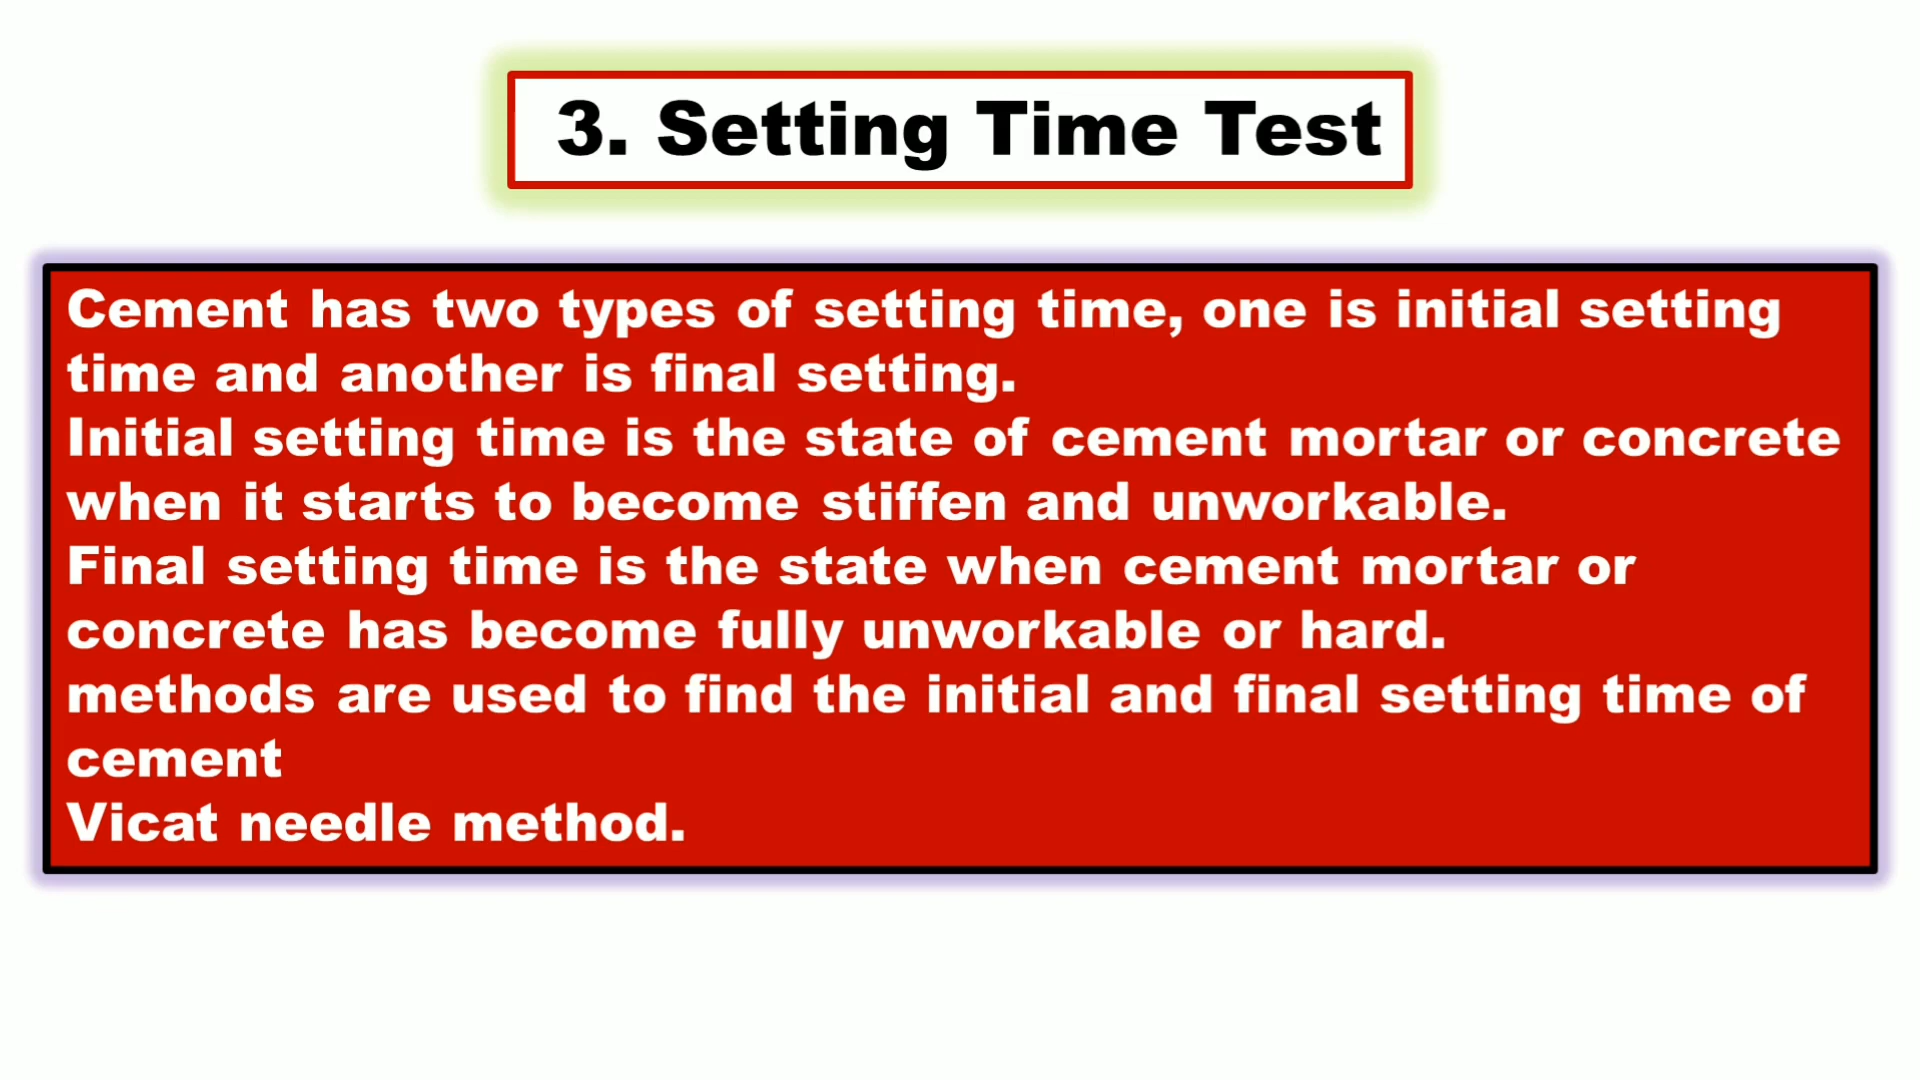 3. Setting Time Test
Cement has two types of setting time, one is initial setting
time and another is final setting.
Initial setting time is the state of cement mortar or concrete
when it starts to become stiffen and unworkable.
Final setting time is the state when cement mortar or
concrete has become fully unworkable or hard.
methods are used to find the initial and final setting time of
cement
Vicat needle method.